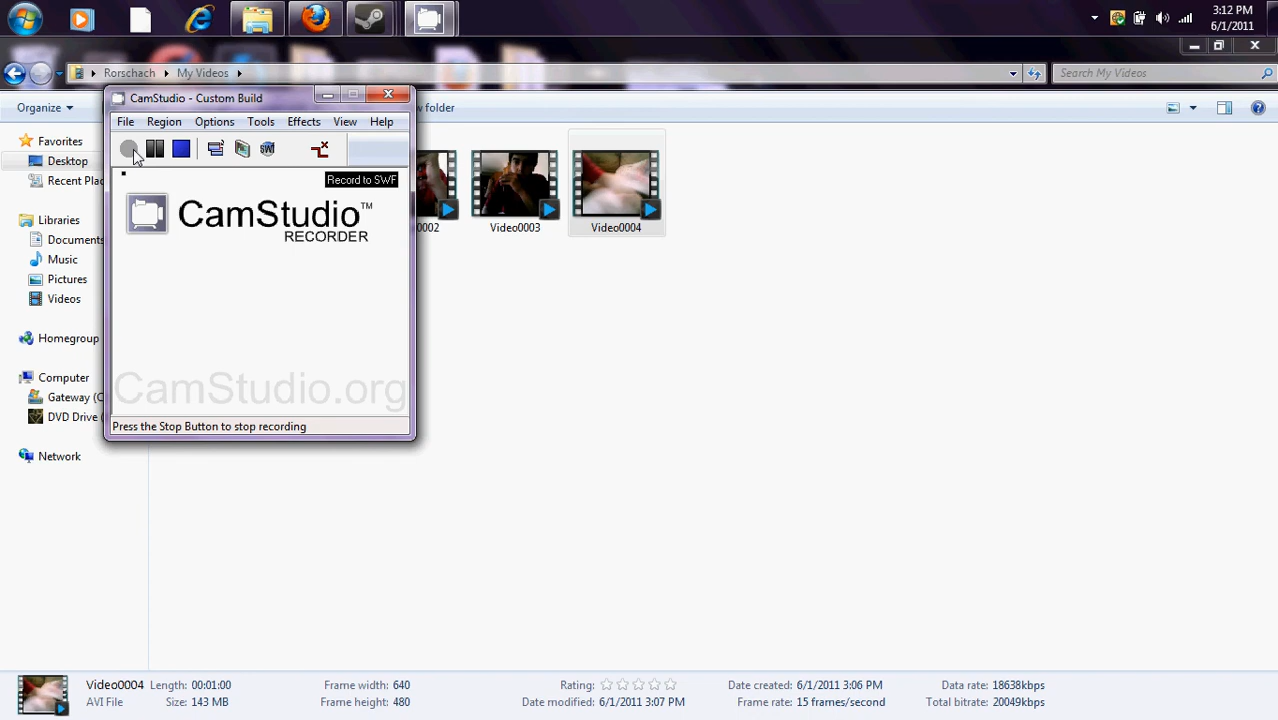 3:12 PM
6/1/2011
Rorschach
My Videos
Search My Videos
Organize
w folder
CamStudio - Custom Build
File Region Options Tools Effects View Help
Record to SWF
CamStudio™
RECORDER
CamStudio.org
Press the Stop Button to stop recording
Favorites
Desktop
Recent Plac
Libraries
Documents
Music
Pictures
Videos
Homegroup
Computer
Gateway (C
DVD Drive (
Network
0002
Video0003
Video0004
Video0004 Length: 00:01:00 Frame width: 640 Rating: Date created: 6/1/2011 3:06 PM Data rate: 18638kbps
AVI File Size: 143 MB Frame height: 480 Date modified: 6/1/2011 3:07 PM Frame rate: 15 frames/second Total bitrate: 20049kbps